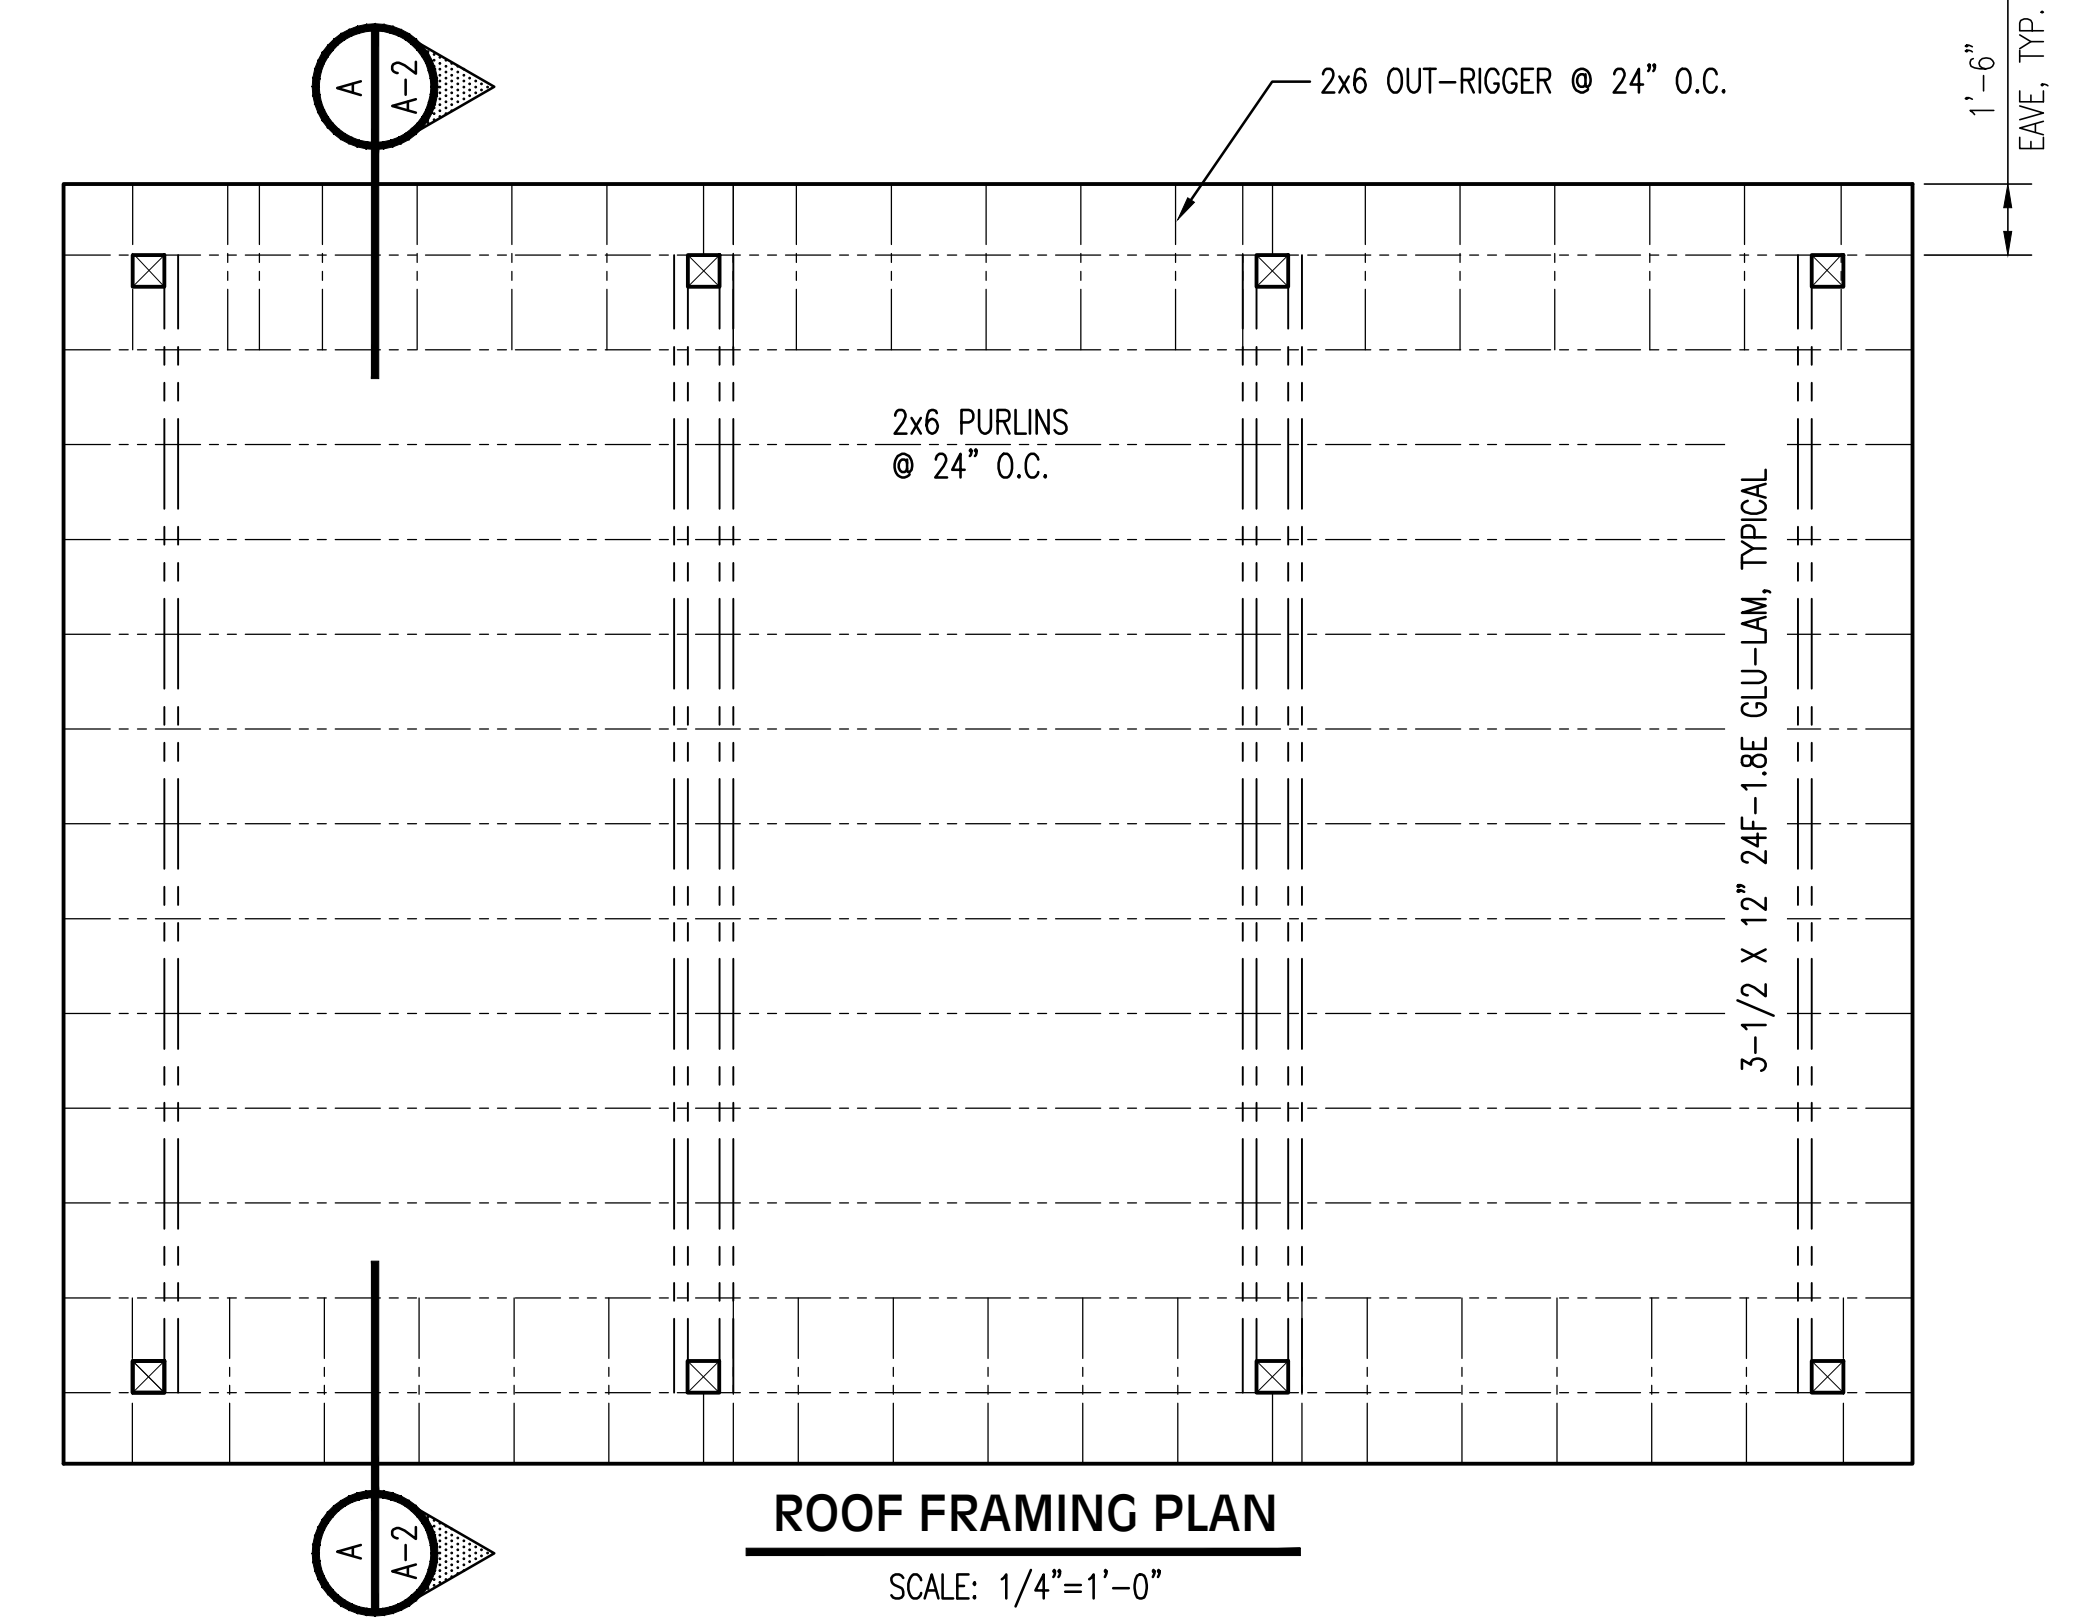 A
A-2
2x6 OUT-RIGGER @ 24" O.C.
1'-6"
EAVE, TYP.
2x6 PURLINS
@ 24" O.C.
3-1/2 X 12" 24F-1.8E GLU-LAM, TYPICAL
A
A-2
ROOF FRAMING PLAN
SCALE: 1/4"=1'-0"